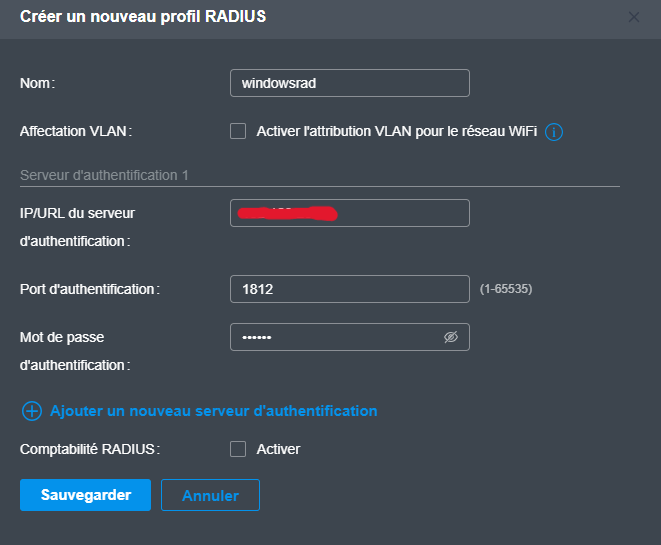 Créer un nouveau profil RADIUS
Nom :
windowsrad
Affectation VLAN :
Activer l'attribution VLAN pour le réseau WiFi
Serveur d'authentification 1
IP/URL du serveur
d'authentification :
Port d'authentification :
1812
(1-65535)
Mot de passe
d'authentification :
••••••
Ajouter un nouveau serveur d'authentification
Comptabilité RADIUS :
Activer
Sauvegarder
Annuler